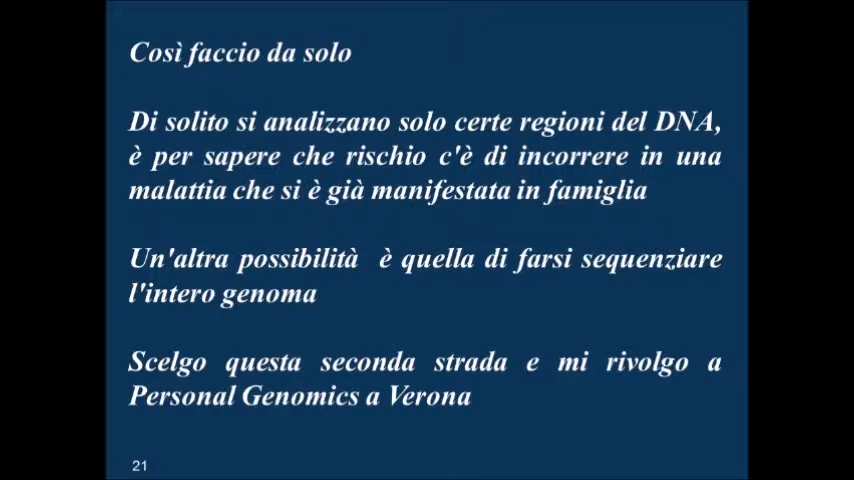 Così faccio da solo
Di solito si analizzano solo certe regioni del DNA,
è per sapere che rischio c'è di incorrere in una
malattia che si è già manifestata in famiglia
Un'altra possibilità è quella di farsi sequenziare
l'intero genoma
Scelgo questa seconda strada e mi rivolgo a
Personal Genomics a Verona
21